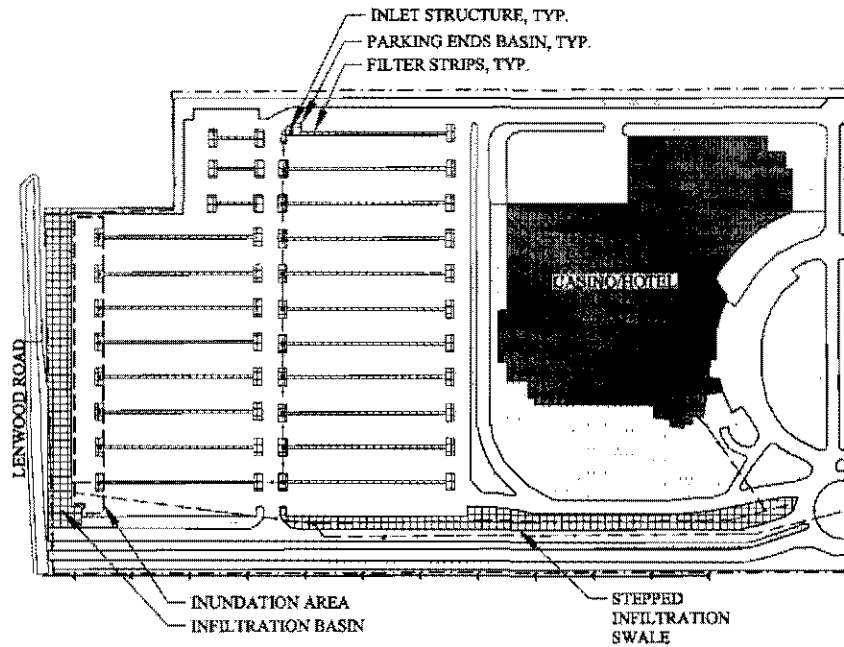 INLET STRUCTURE, TYP.
PARKING ENDS BASIN, TYP.
FILTER STRIPS, TYP.
CASINO/HOTEL
LENWOOD ROAD
INUNDATION AREA
INFILTRATION BASIN
STEPPED
INFILTRATION
SWALE